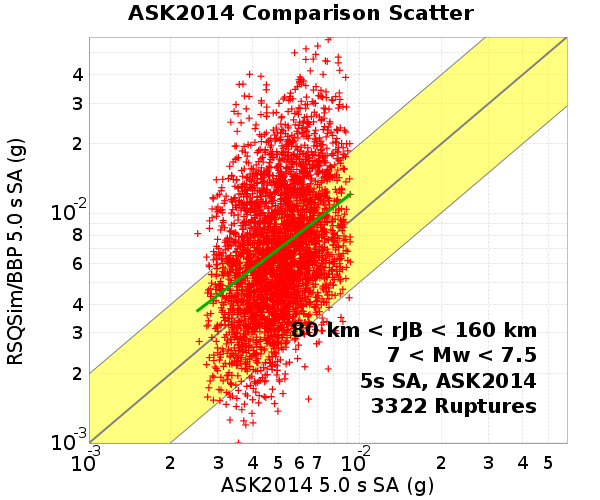 ASK2014 Comparison Scatter
RSQSim/BBP 5.0 s SA (g)
4
3
2
10-2
8
6
4
3
2
10-3
80 km < rJB < 160 km
7 < Mw < 7.5
5s SA, ASK2014
3322 Ruptures
10-3 2 3 4 5 6 7 10-2 2 3 4 5
ASK2014 5.0 s SA (g)